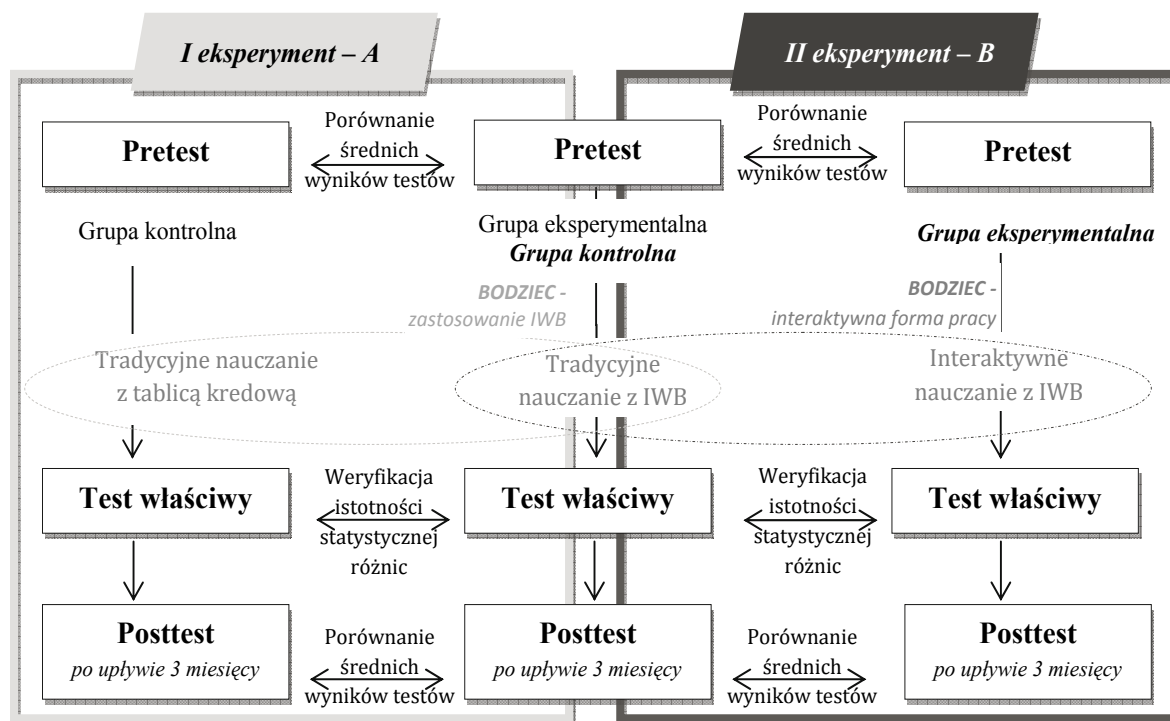 I eksperyment – A
II eksperyment – B
Pretest
Porównanie
średnich
wyników testów
Pretest
Porównanie
średnich
wyników testów
Pretest
Grupa kontrolna
Grupa eksperymentalna
Grupa kontrolna
Grupa eksperymentalna
BODZIEC -
zastosowanie IWB
BODZIEC -
interaktywna forma pracy
Tradycyjne nauczanie
z tablicą kredową
Tradycyjne
nauczanie z IWB
Interaktywne
nauczanie z IWB
Test właściwy
Weryfikacja
istotności
statystycznej
różnic
Test właściwy
Weryfikacja
istotności
statystycznej
różnic
Test właściwy
Posttest
po upływie 3 miesięcy
Porównanie
średnich
wyników testów
Posttest
po upływie 3 miesięcy
Porównanie
średnich
wyników testów
Posttest
po upływie 3 miesięcy